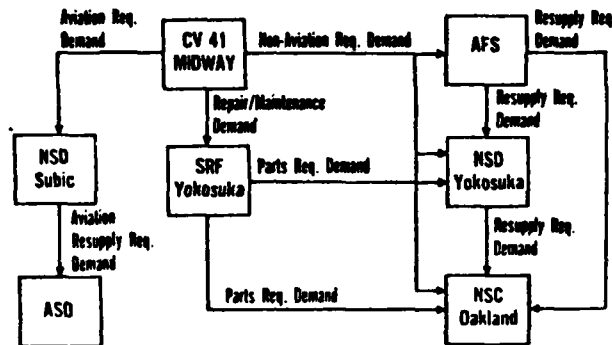 Aviation Req.
Demand
CV 41
MIDWAY
Non-Aviation Req. Demand
AFS
Resupply Req.
Demand
Repair/Maintenance
Demand
Resupply Req.
Demand
NSD
Subic
SRF
Yokosuka
Parts Req. Demand
NSD
Yokosuka
Aviation
Resupply Req.
Demand
Resupply Req.
Demand
ASO
Parts Req. Demand
NSC
Oakland